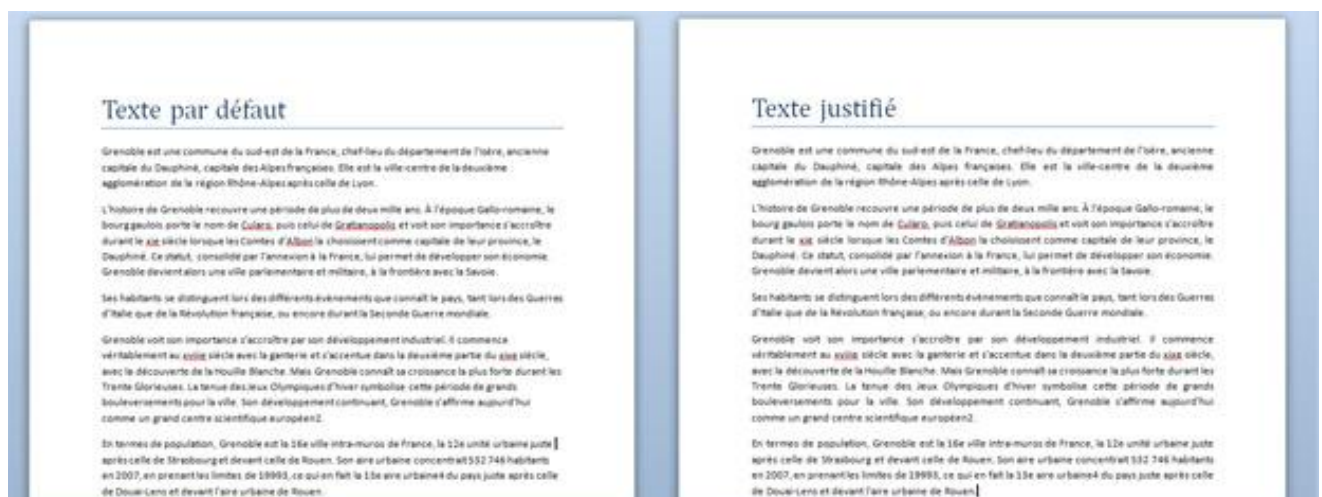 Texte par défaut
Grenoble est une commune du sud-est de la France, chef-lieu du département de l'Isère, ancienne
capitale du Dauphiné, capitale des Alpes françaises. Elle est la ville-centre de la deuxième
agglomération de la région Rhône-Alpes après celle de Lyon.
L'histoire de Grenoble recouvre une période de plus de deux mille ans. À l'époque Gallo-romaine, le
bourg gaulois porte le nom de Cularo, puis celui de Gratianopolis et voit son importance s'accroître
durant le xie siècle lorsque les Comtes d'Albon la choisissent comme capitale de leur province, le
Dauphiné. Ce statut, consolidé par l'annexion à la France, lui permet de développer son économie.
Grenoble devient alors une ville parlementaire et militaire, à la frontière avec la Savoie.
Ses habitants se distinguent lors des différents évènements que connaît le pays, tant lors des Guerres
d'Italie que de la Révolution française, ou encore durant la Seconde Guerre mondiale.
Grenoble voit son importance s'accroître par son développement industriel. Il commence
véritablement au xviiie siècle avec la ganterie et s'accentue dans la deuxième partie du xixe siècle,
avec la découverte de la Houille Blanche. Mais Grenoble connaît sa croissance la plus forte durant les
Trente Glorieuses. La tenue des Jeux Olympiques d'hiver symbolise cette période de grands
bouleversements pour la ville. Son développement continuant, Grenoble s'affirme aujourd'hui
comme un grand centre scientifique européen2.
En termes de population, Grenoble est la 16e ville intra-muros de France, la 12e unité urbaine juste
après celle de Strasbourg et devant celle de Rouen. Son aire urbaine concentrait 532 746 habitants
en 2007, en prenant les limites de 19993, ce qui en fait la 13e aire urbaine4 du pays juste après celle
de Douai-Lens et devant l'aire urbaine de Rouen.
Texte justifié
Grenoble est une commune du sud-est de la France, chef-lieu du département de l'Isère, ancienne
capitale du Dauphiné, capitale des Alpes françaises. Elle est la ville-centre de la deuxième
agglomération de la région Rhône-Alpes après celle de Lyon.
L'histoire de Grenoble recouvre une période de plus de deux mille ans. À l'époque Gallo-romaine, le
bourg gaulois porte le nom de Cularo, puis celui de Gratianopolis et voit son importance s'accroître
durant le xie siècle lorsque les Comtes d'Albon la choisissent comme capitale de leur province, le
Dauphiné. Ce statut, consolidé par l'annexion à la France, lui permet de développer son économie.
Grenoble devient alors une ville parlementaire et militaire, à la frontière avec la Savoie.
Ses habitants se distinguent lors des différents évènements que connaît le pays, tant lors des Guerres
d'Italie que de la Révolution française, ou encore durant la Seconde Guerre mondiale.
Grenoble voit son importance s'accroître par son développement industriel. Il commence
véritablement au xviiie siècle avec la ganterie et s'accentue dans la deuxième partie du xixe siècle,
avec la découverte de la Houille Blanche. Mais Grenoble connaît sa croissance la plus forte durant les
Trente Glorieuses. La tenue des Jeux Olympiques d'hiver symbolise cette période de grands
bouleversements pour la ville. Son développement continuant, Grenoble s'affirme aujourd'hui
comme un grand centre scientifique européen2.
En termes de population, Grenoble est la 16e ville intra-muros de France, la 12e unité urbaine juste
après celle de Strasbourg et devant celle de Rouen. Son aire urbaine concentrait 532 746 habitants
en 2007, en prenant les limites de 19993, ce qui en fait la 13e aire urbaine4 du pays juste après celle
de Douai-Lens et devant l'aire urbaine de Rouen.